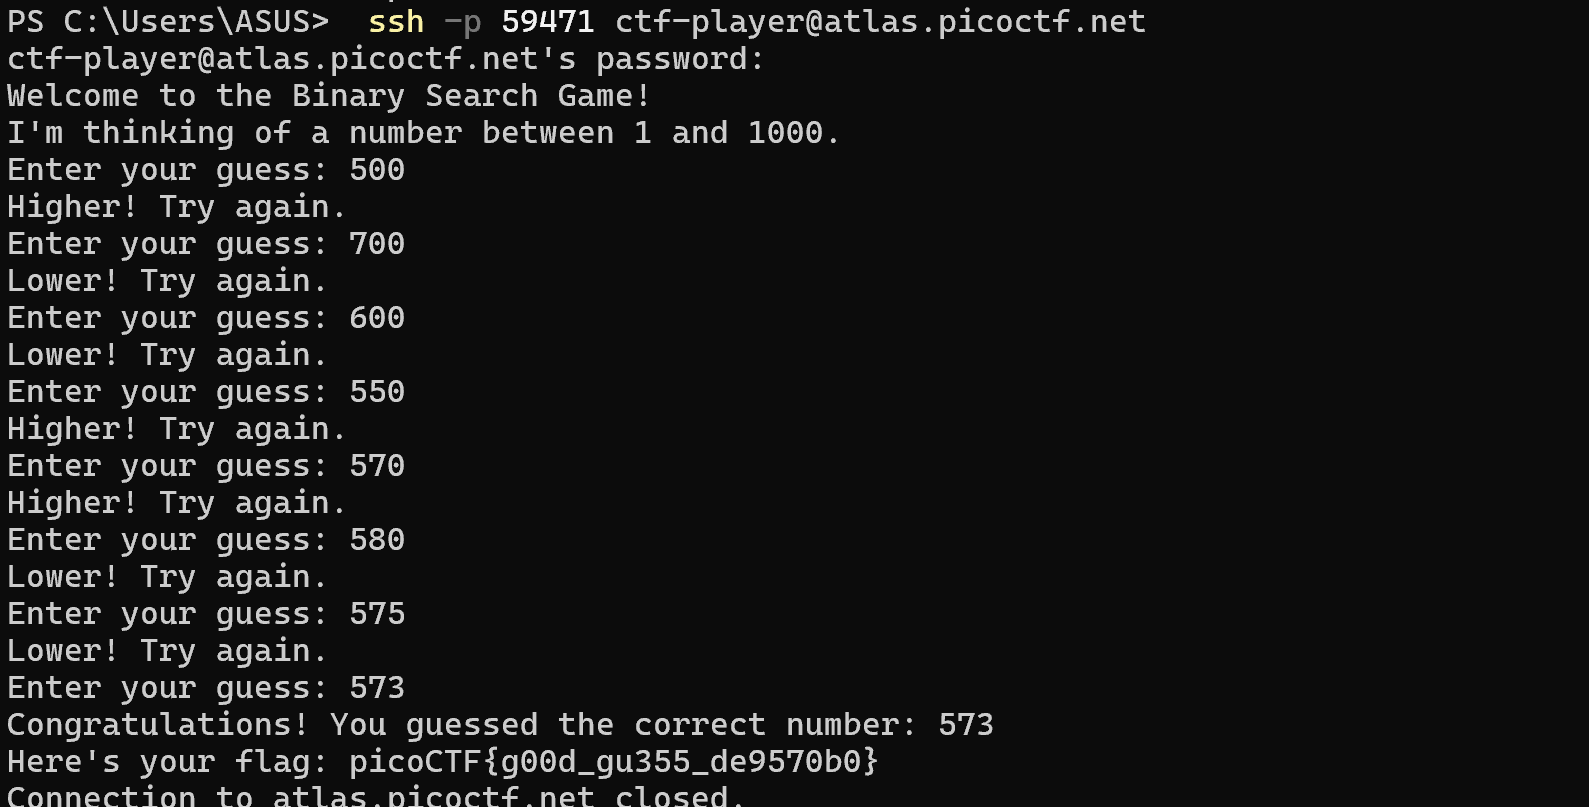 PS C:\Users\ASUS>  ssh -p 59471 ctf-player@atlas.picoctf.net
ctf-player@atlas.picoctf.net's password:
Welcome to the Binary Search Game!
I'm thinking of a number between 1 and 1000.
Enter your guess: 500
Higher! Try again.
Enter your guess: 700
Lower! Try again.
Enter your guess: 600
Lower! Try again.
Enter your guess: 550
Higher! Try again.
Enter your guess: 570
Higher! Try again.
Enter your guess: 580
Lower! Try again.
Enter your guess: 575
Lower! Try again.
Enter your guess: 573
Congratulations! You guessed the correct number: 573
Here's your flag: picoCTF{g00d_gu355_de9570b0}
Connection to atlas.picoctf.net closed.